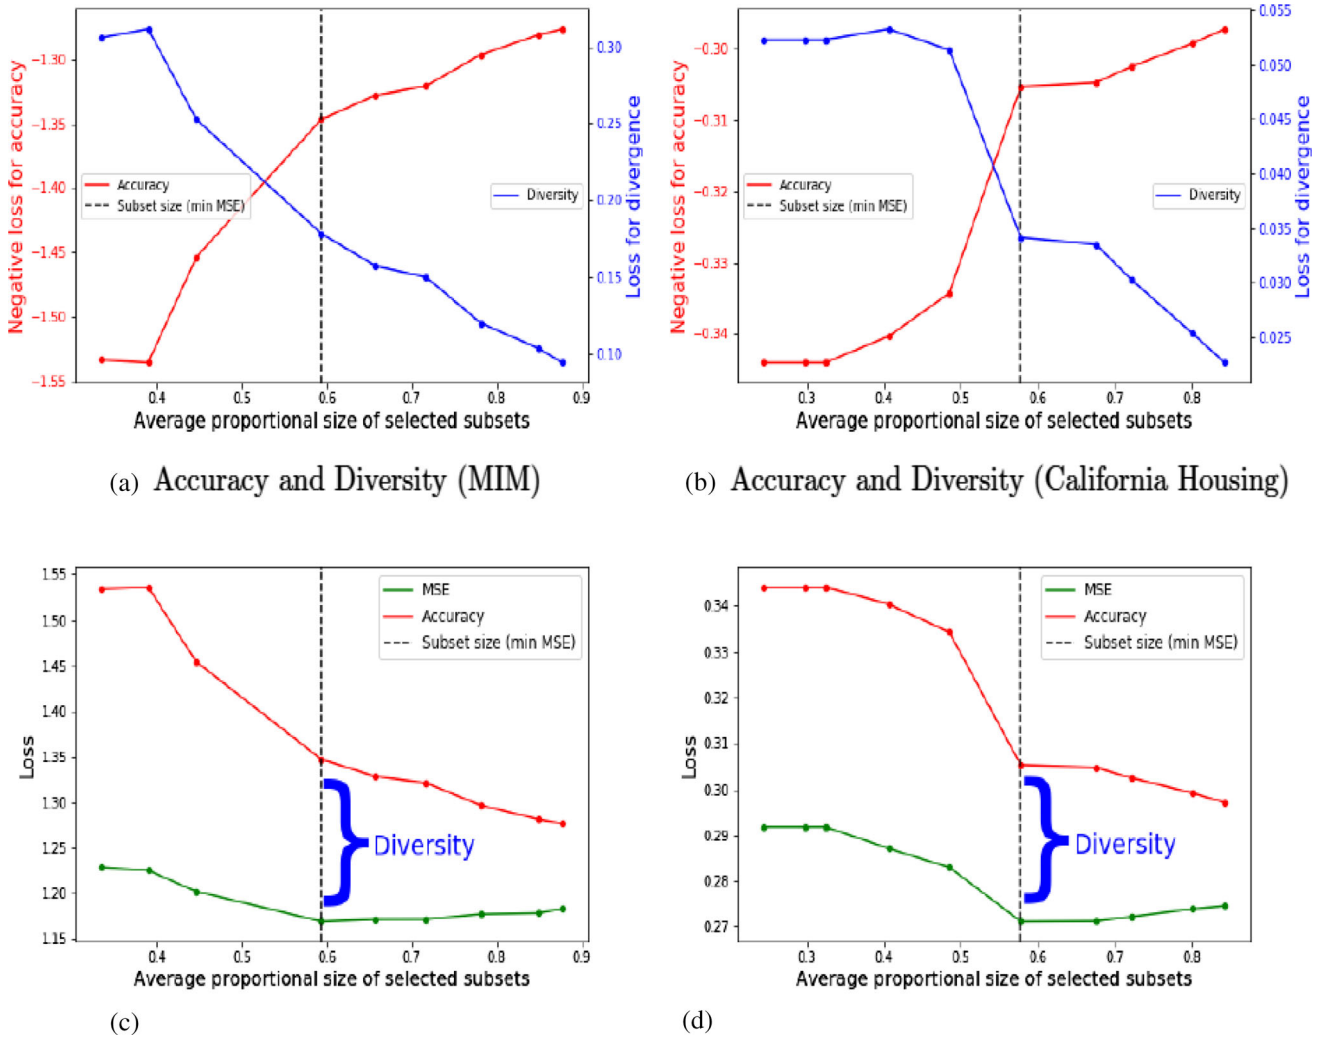 −1.30
−1.35
−1.40
−1.45
−1.50
−1.55
Negative loss for accuracy
Accuracy
Subset size (min MSE)
Diversity
0.30
0.25
0.20
0.15
0.10
Loss for divergence
0.4 0.5 0.6 0.7 0.8 0.9
Average proportional size of selected subsets
(a) Accuracy and Diversity (MIM)
−0.30
−0.31
−0.32
−0.33
−0.34
Negative loss for accuracy
Accuracy
Subset size (min MSE)
Diversity
0.055
0.050
0.045
0.040
0.035
0.030
0.025
Loss for divergence
0.3 0.4 0.5 0.6 0.7 0.8
Average proportional size of selected subsets
(b) Accuracy and Diversity (California Housing)
1.55
1.50
1.45
1.40
1.35
1.30
1.25
1.20
1.15
Loss
MSE
Accuracy
Subset size (min MSE)
Diversity
0.4 0.5 0.6 0.7 0.8 0.9
Average proportional size of selected subsets
(c)
0.34
0.33
0.32
0.31
0.30
0.29
0.28
0.27
Loss
MSE
Accuracy
Subset size (min MSE)
Diversity
0.3 0.4 0.5 0.6 0.7 0.8
Average proportional size of selected subsets
(d)